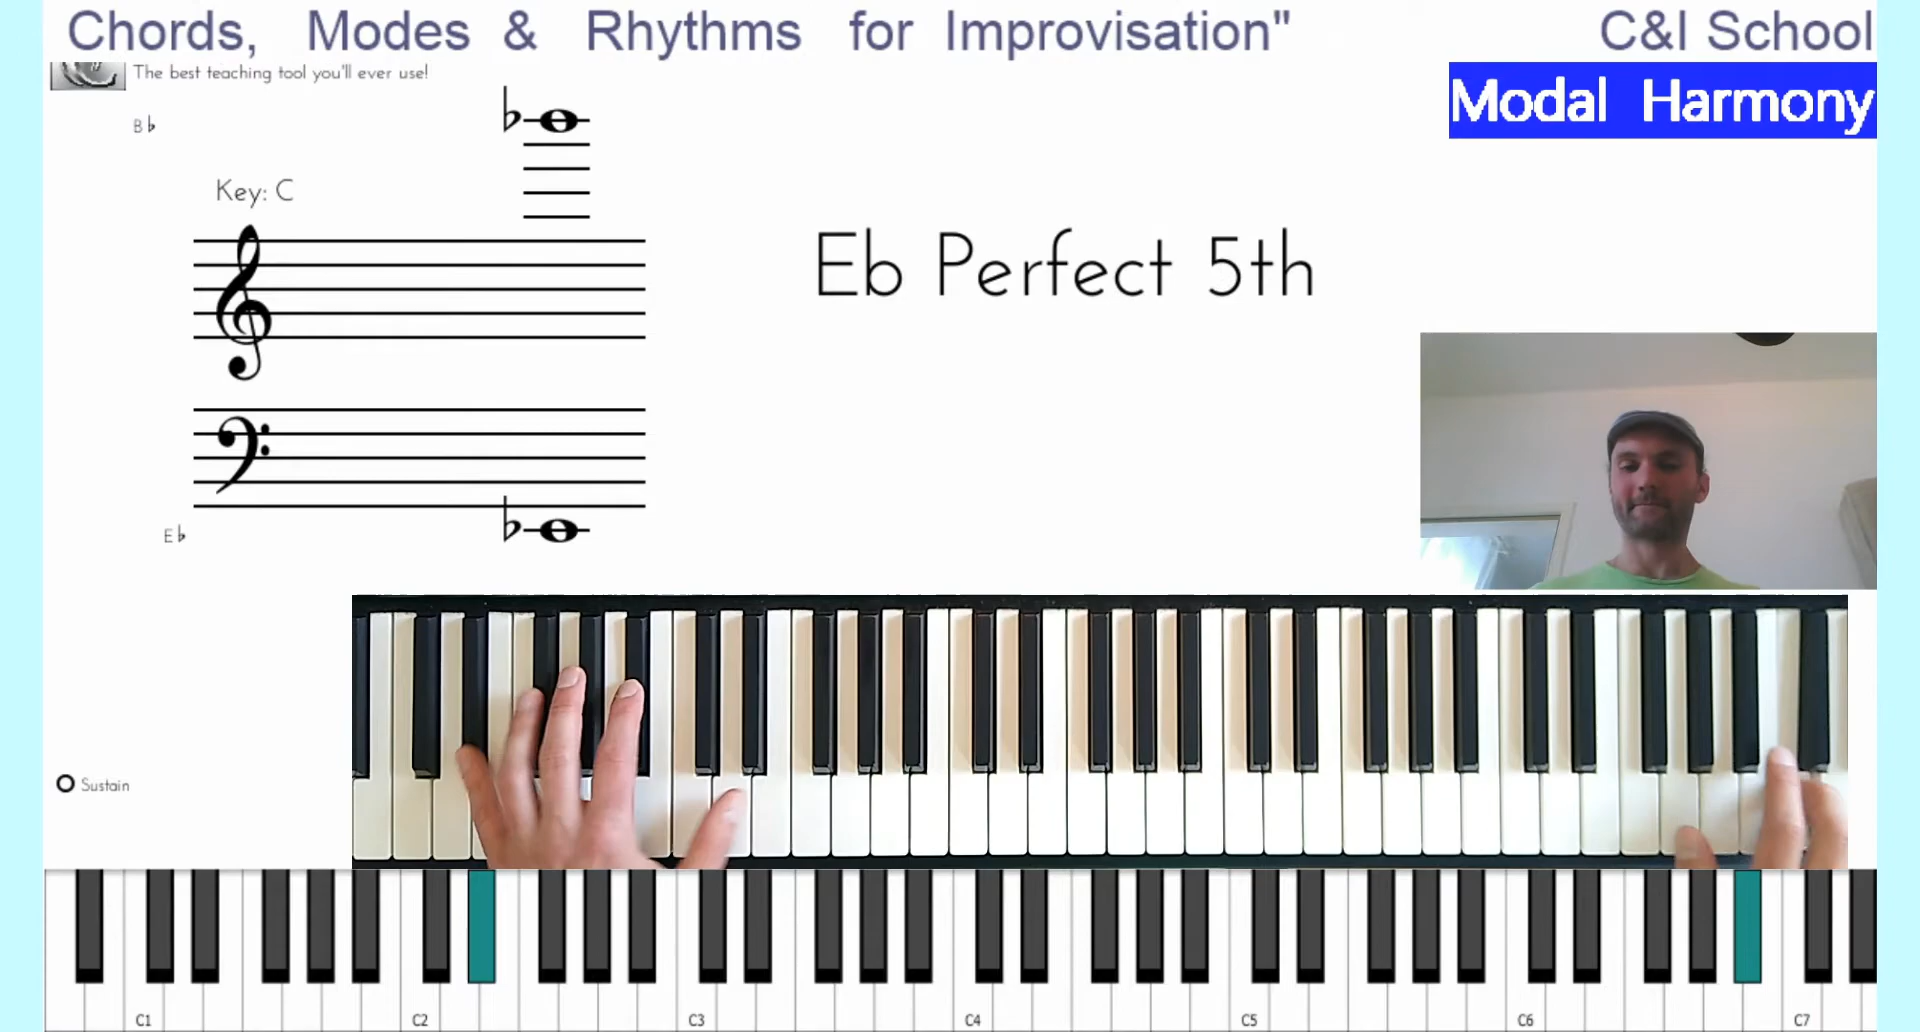 Chords, Modes & Rhythms for Improvisation" C&I School
The best teaching tool you'll ever use!
Modal Harmony
B♭
Key: C
Eb Perfect 5th
E♭
Sustain
C1 C2 C3 C4 C5 C6 C7